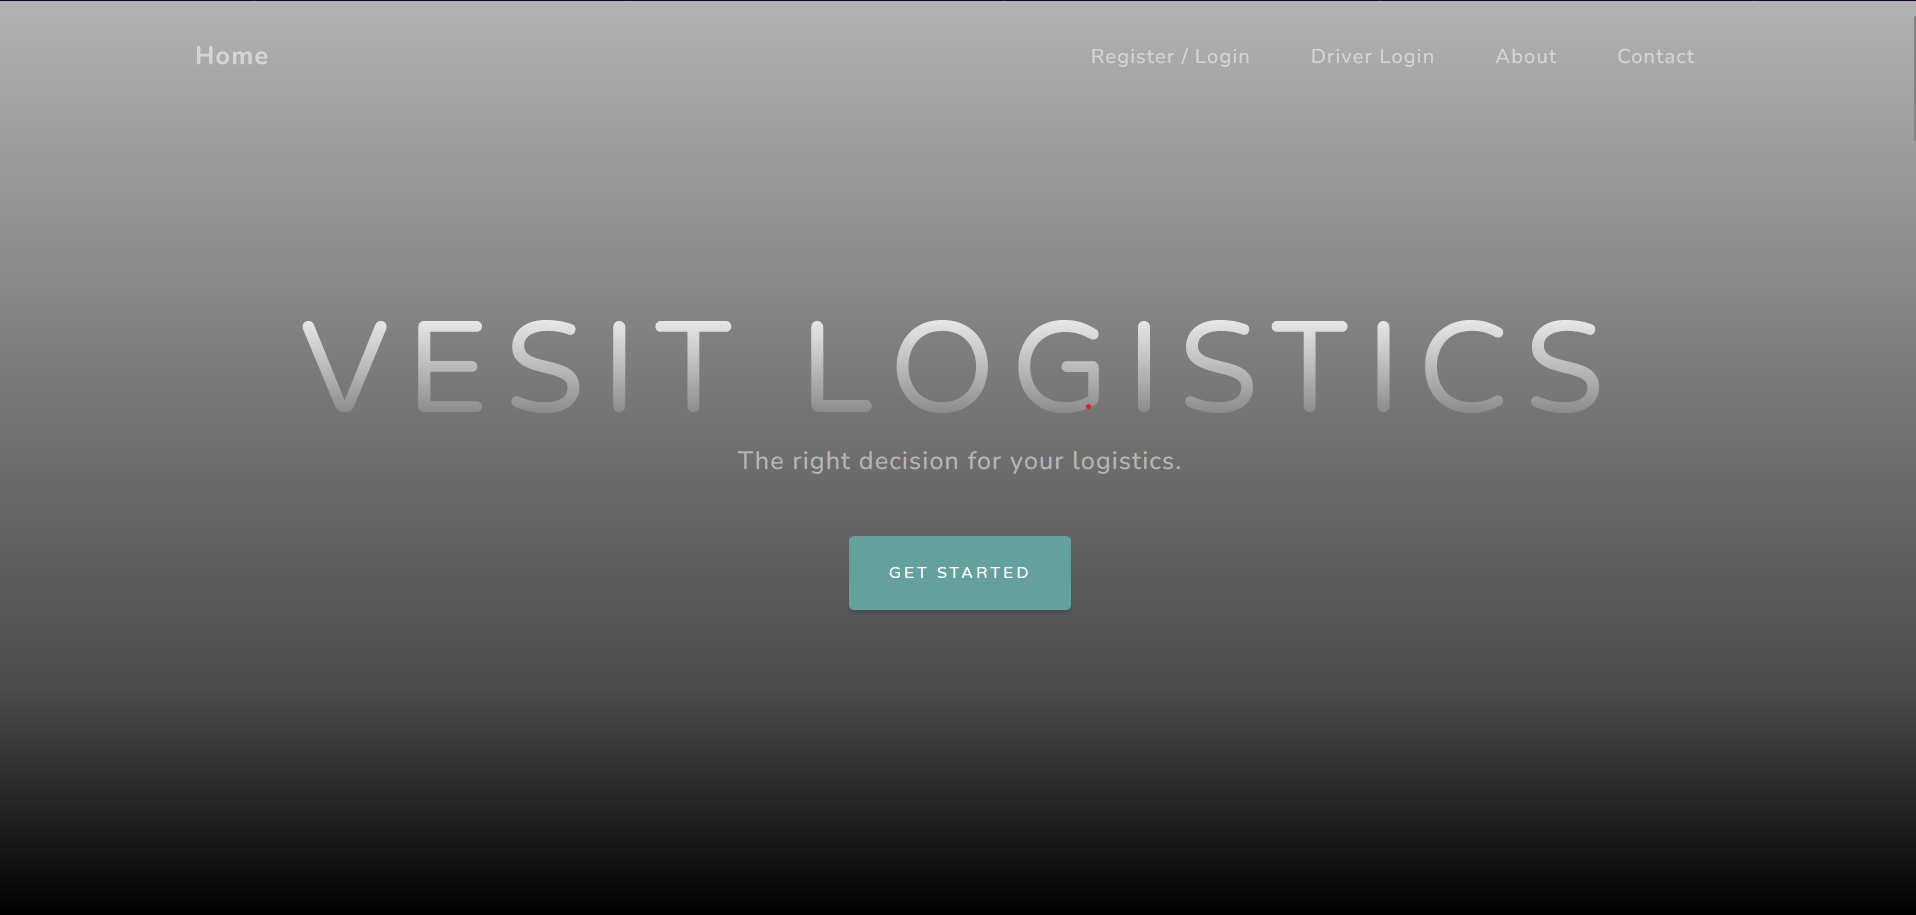 Home Register / Login Driver Login About Contact
VESIT LOGISTICS
The right decision for your logistics.
GET STARTED